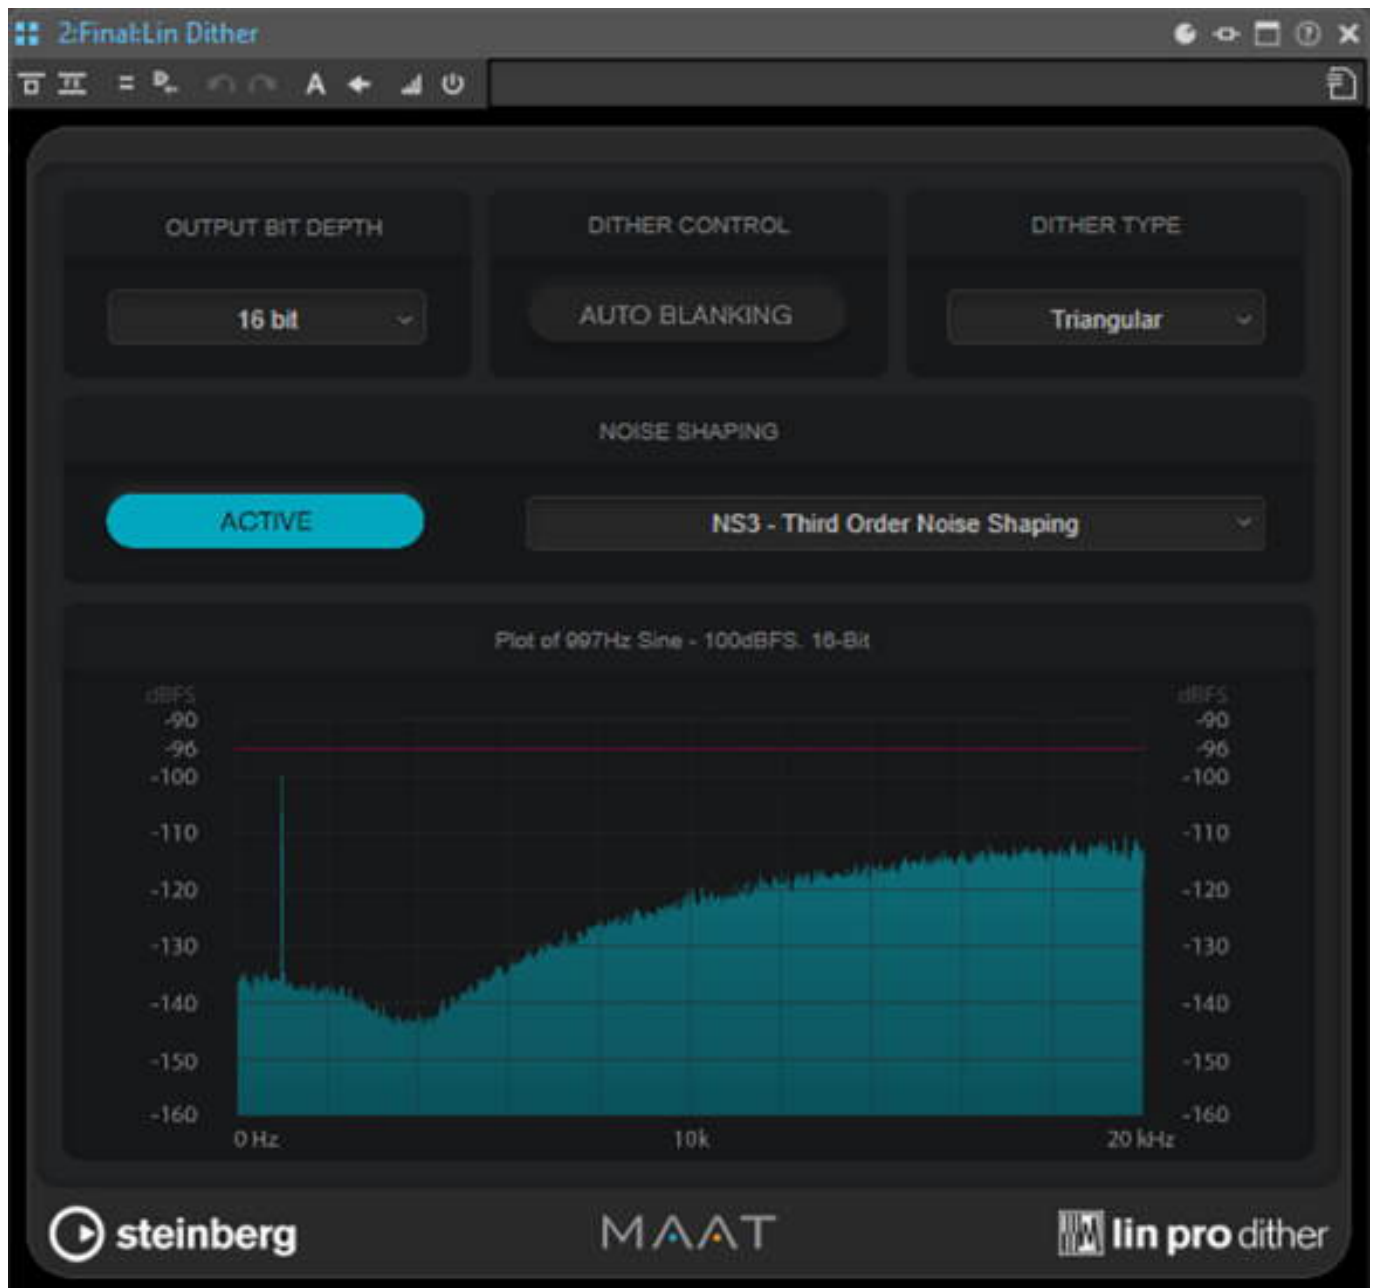 2:Final:Lin Dither
A
OUTPUT BIT DEPTH
DITHER CONTROL
DITHER TYPE
16 bit
AUTO BLANKING
Triangular
NOISE SHAPING
ACTIVE
NS3 - Third Order Noise Shaping
Plot of 997Hz Sine - 100dBFS. 16-Bit
dBFS dBFS
-90 -90
-96 -96
-100 -100
-110 -110
-120 -120
-130 -130
-140 -140
-150 -150
-160 -160
0 Hz 10k 20 kHz
steinberg
MAAT
lin pro dither